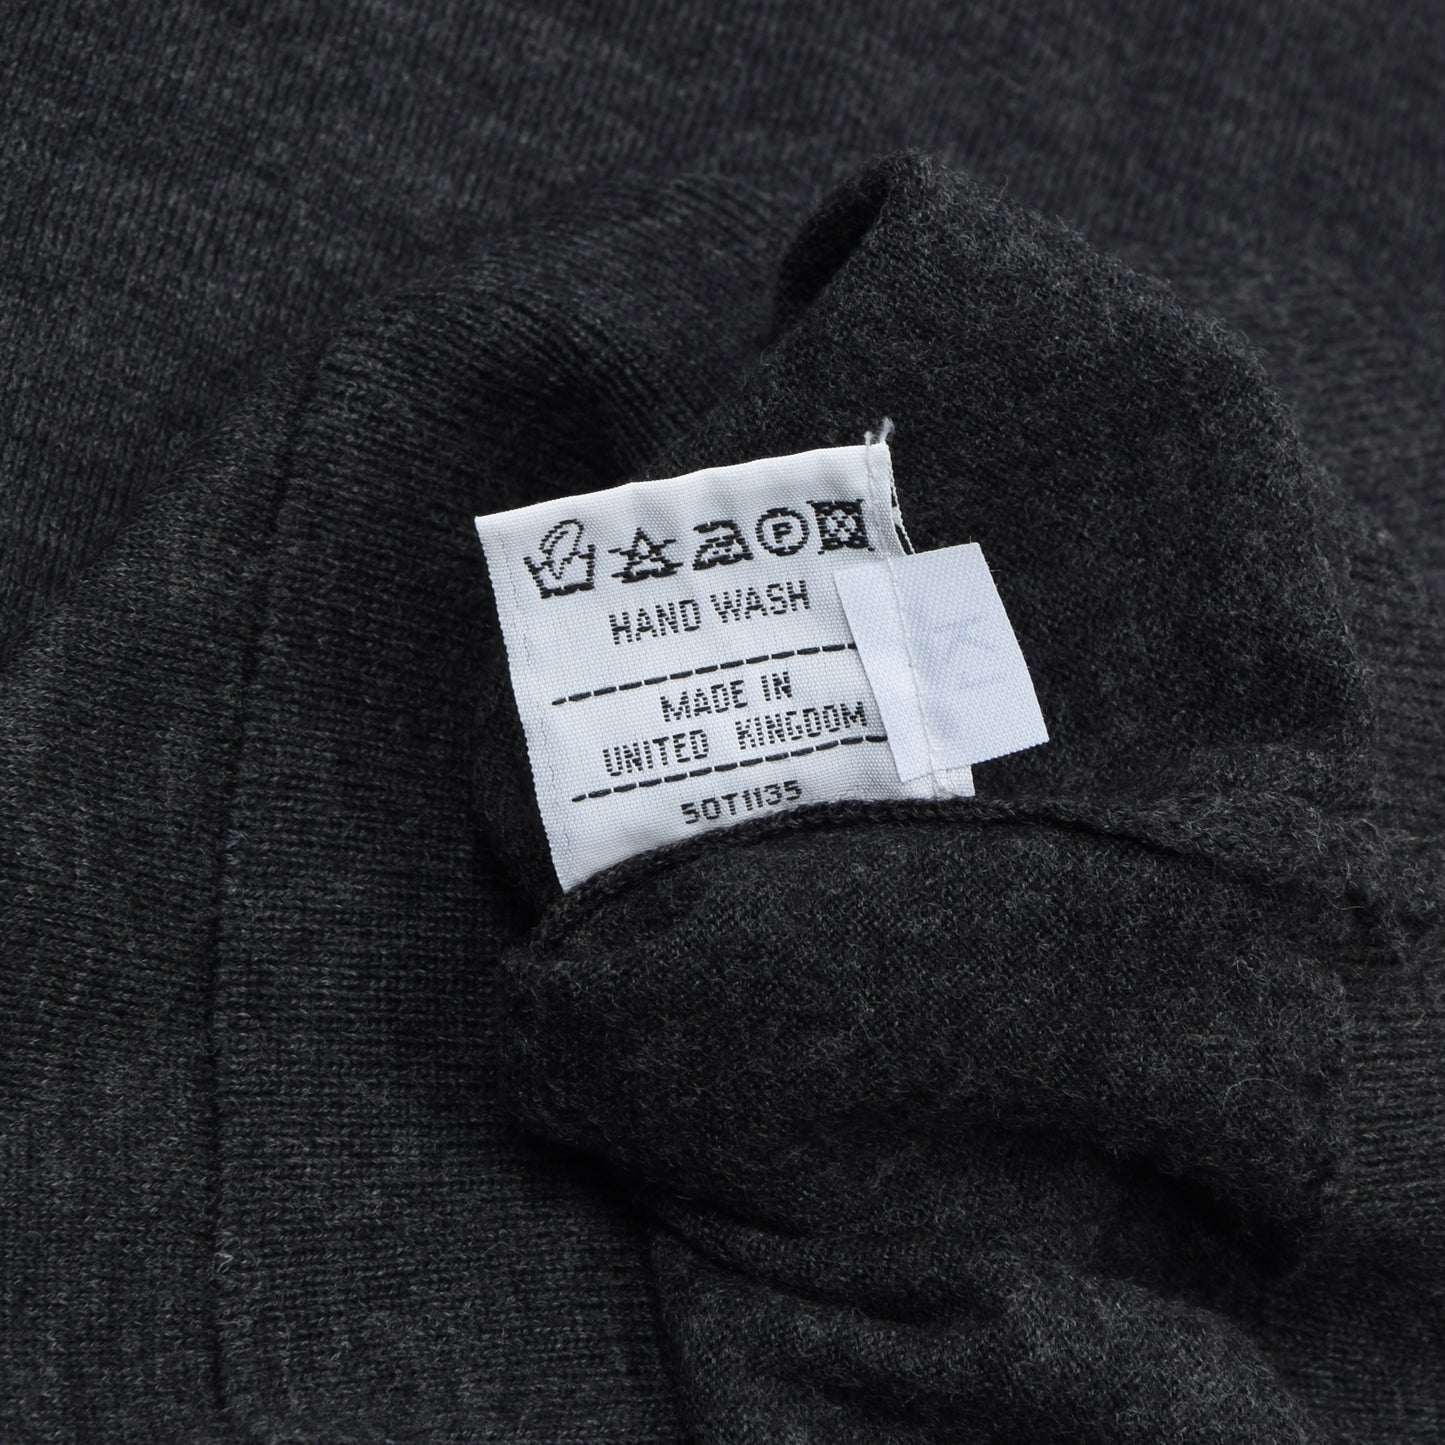 P
HAND WASH
MADE IN
UNITED KINGDOM
50T1135